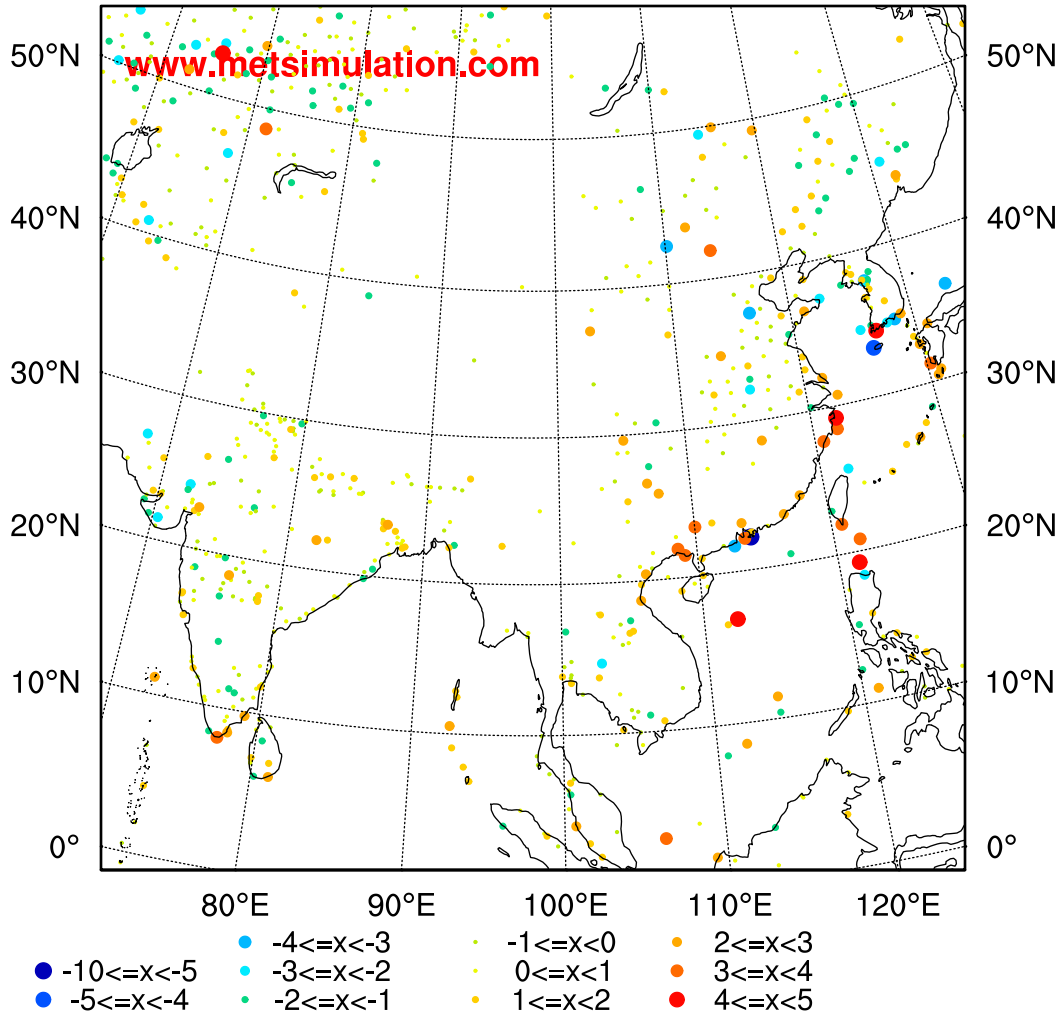 50°N 50°N
www.metsimulation.com
40°N 40°N
30°N 30°N
20°N 20°N
10°N 10°N
0° 0°
80°E 90°E 100°E 110°E 120°E
-4<=x<-3 -1<=x<0 2<=x<3
-10<=x<-5 -3<=x<-2 0<=x<1 3<=x<4
-5<=x<-4 -2<=x<-1 1<=x<2 4<=x<5